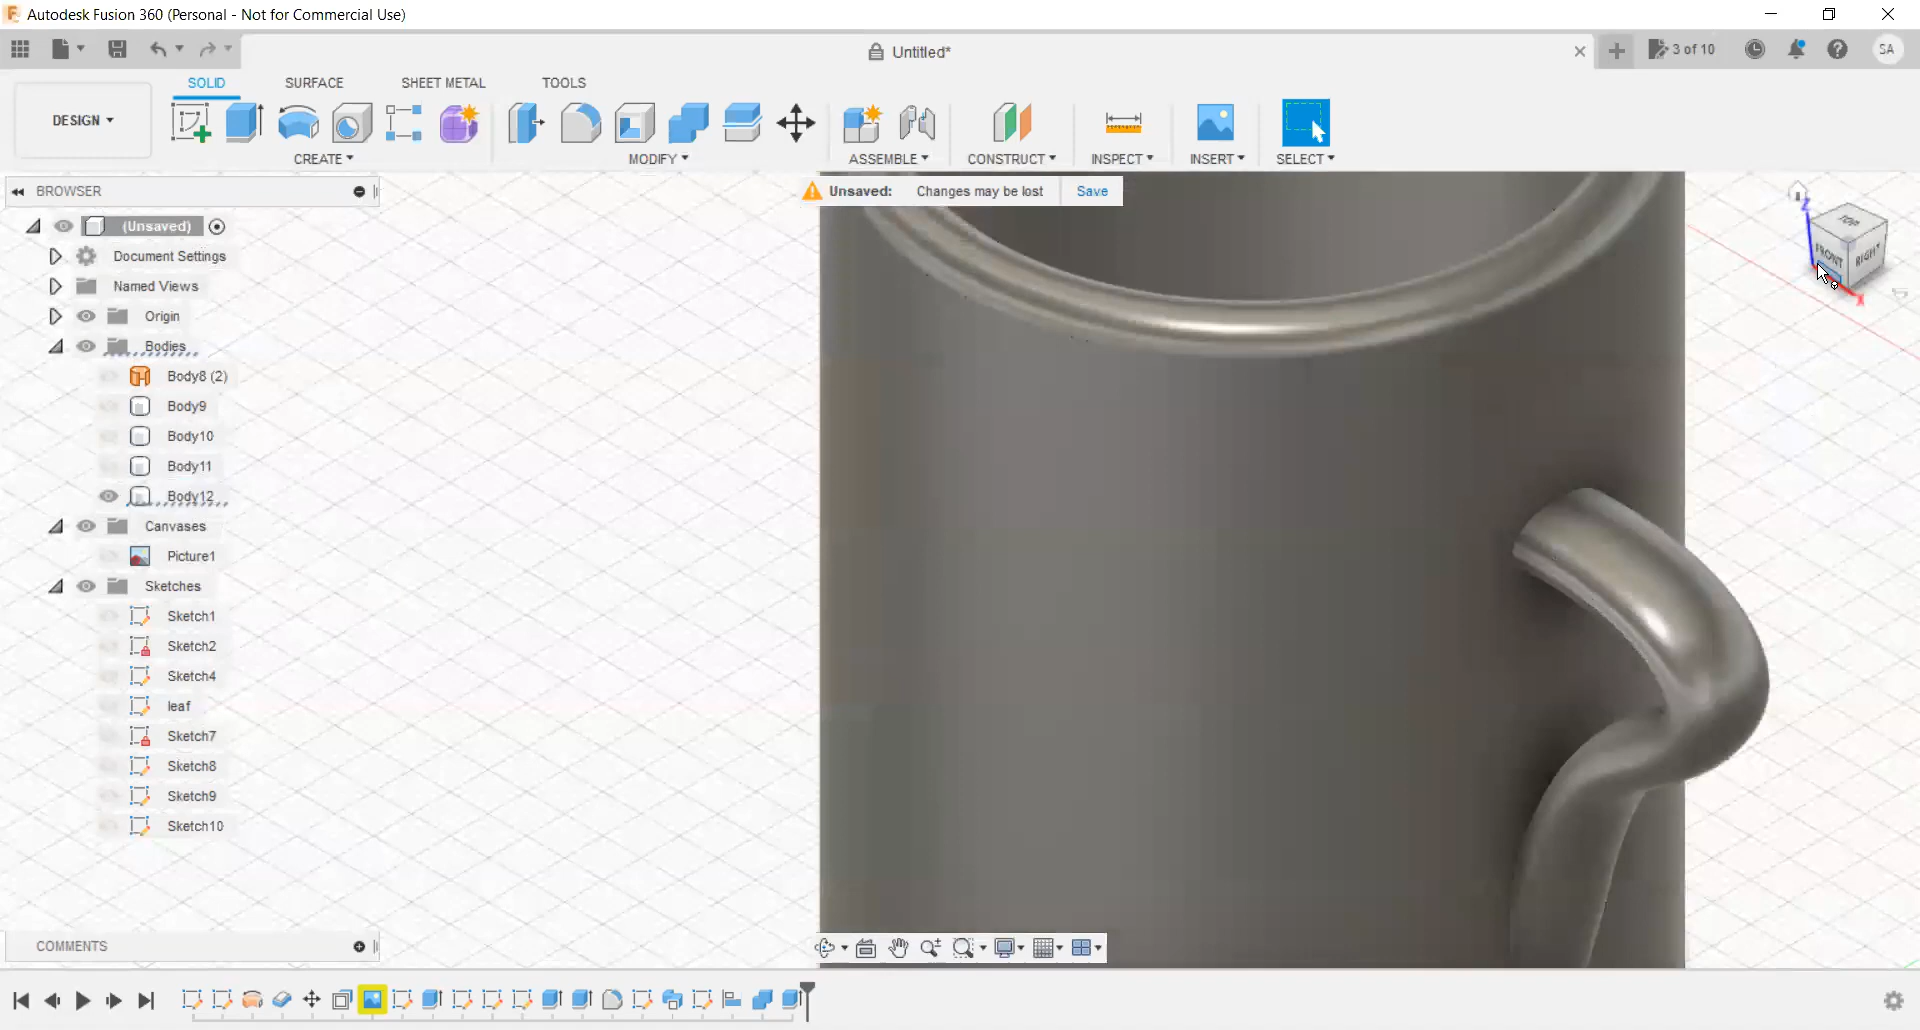 Autodesk Fusion 360 (Personal - Not for Commercial Use)
Untitled*
3 of 10
SA
SOLID SURFACE SHEET METAL TOOLS
DESIGN
CREATE MODIFY ASSEMBLE CONSTRUCT INSPECT INSERT SELECT
BROWSER
Unsaved: Changes may be lost Save
(Unsaved)
Document Settings
Named Views
Origin
Bodies
Body8 (2)
Body9
Body10
Body11
Body12
Canvases
Picture1
Sketches
Sketch1
Sketch2
Sketch4
leaf
Sketch7
Sketch8
Sketch9
Sketch10
TOP
FRONT
RIGHT
Z
X
COMMENTS